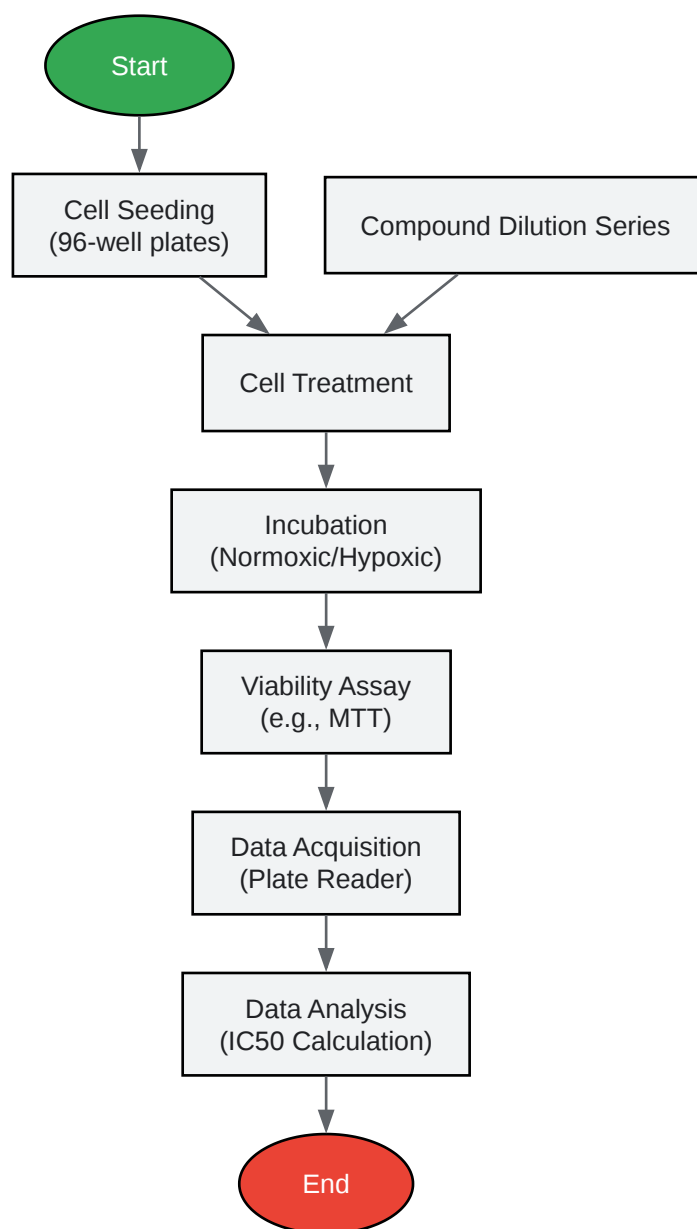 Start
Cell Seeding
(96-well plates)
Compound Dilution Series
Cell Treatment
Incubation
(Normoxic/Hypoxic)
Viability Assay
(e.g., MTT)
Data Acquisition
(Plate Reader)
Data Analysis
(IC50 Calculation)
End